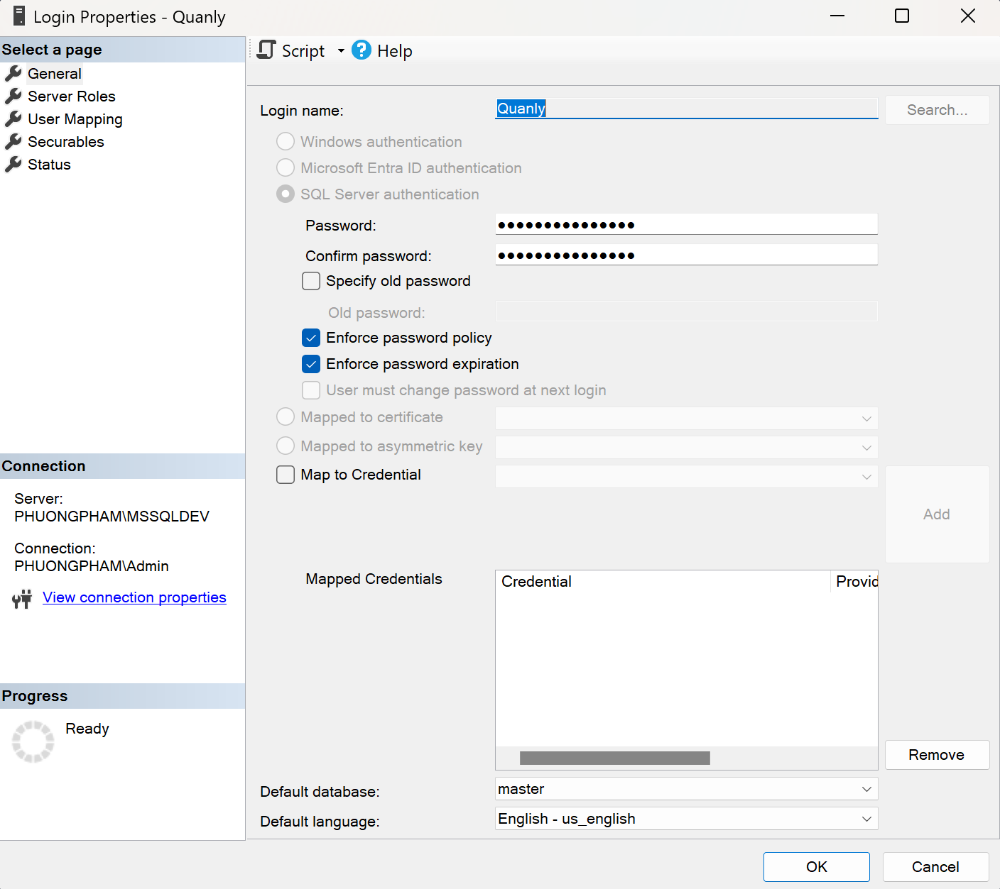 Login Properties - Quanly
Select a page
General
Server Roles
User Mapping
Securables
Status
Connection
Server:
PHUONGPHAM\MSSQLDEV
Connection:
PHUONGPHAM\Admin
View connection properties
Progress
Ready
Script
Help
Login name:
Quanly
Search...
Windows authentication
Microsoft Entra ID authentication
SQL Server authentication
Password:
●●●●●●●●●●●●●●●
Confirm password:
●●●●●●●●●●●●●●●
Specify old password
Old password:
Enforce password policy
Enforce password expiration
User must change password at next login
Mapped to certificate
Mapped to asymmetric key
Map to Credential
Add
Mapped Credentials
Credential
Provid
Remove
Default database:
master
Default language:
English - us_english
OK
Cancel